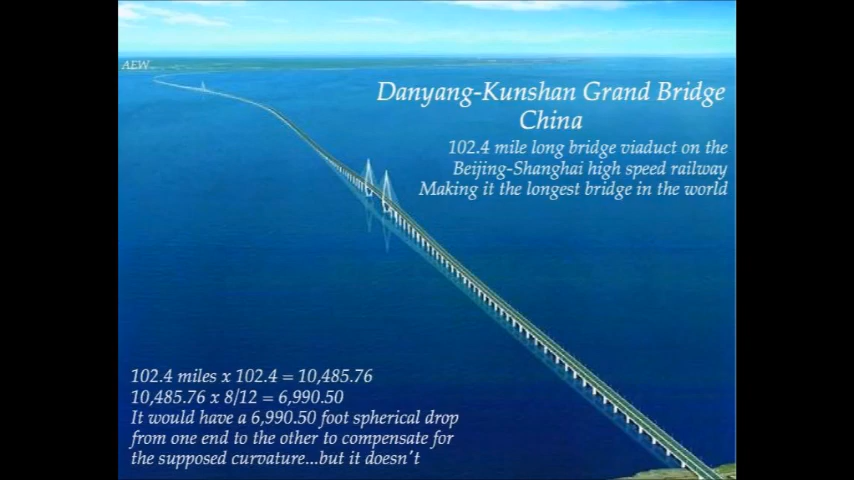 AEW
Danyang-Kunshan Grand Bridge
China
102.4 mile long bridge viaduct on the
Beijing-Shanghai high speed railway
Making it the longest bridge in the world
102.4 miles x 102.4 = 10,485.76
10,485.76 x 8/12 = 6,990.50
It would have a 6,990.50 foot spherical drop
from one end to the other to compensate for
the supposed curvature...but it doesn't